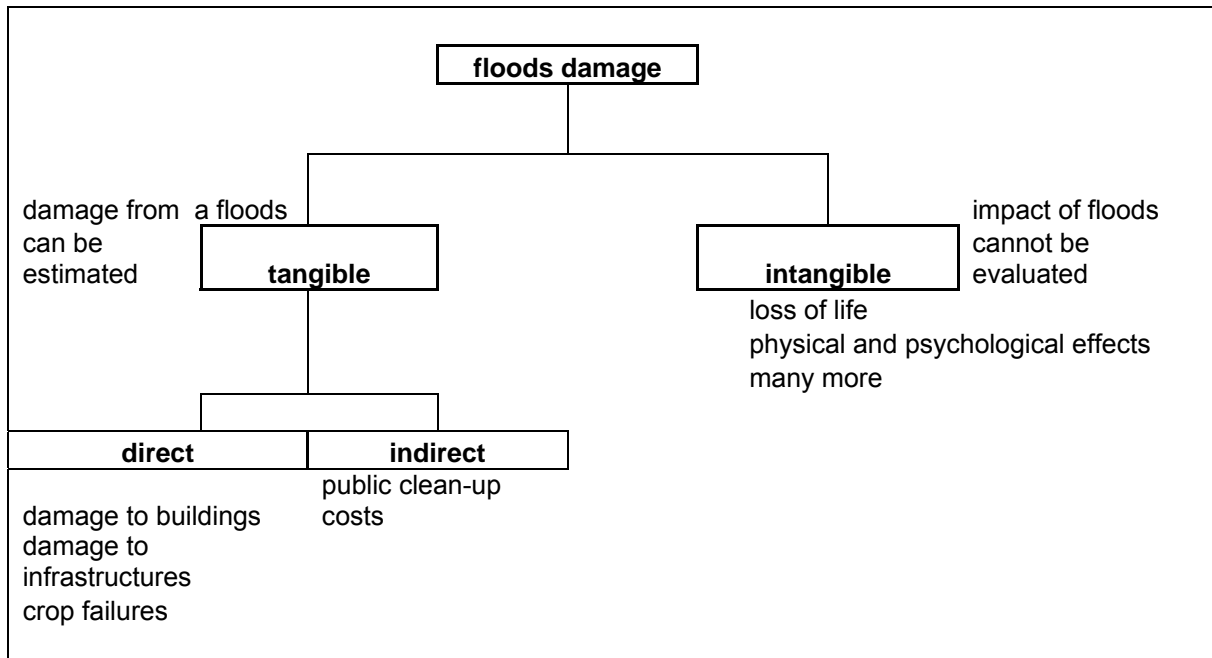 floods damage
damage from a floods
can be
estimated
tangible
impact of floods
cannot be
evaluated
intangible
loss of life
physical and psychological effects
many more
direct
indirect
damage to buildings
damage to
infrastructures
crop failures
public clean-up
costs